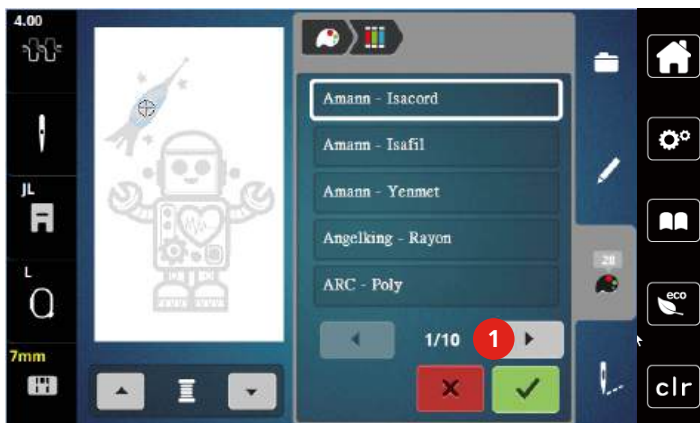 4.00
JL
L
7mm
Amann - Isacord
Amann - Isafil
Amann - Yenmet
Angelking - Rayon
ARC - Poly
1/10
1
28
eco
clr